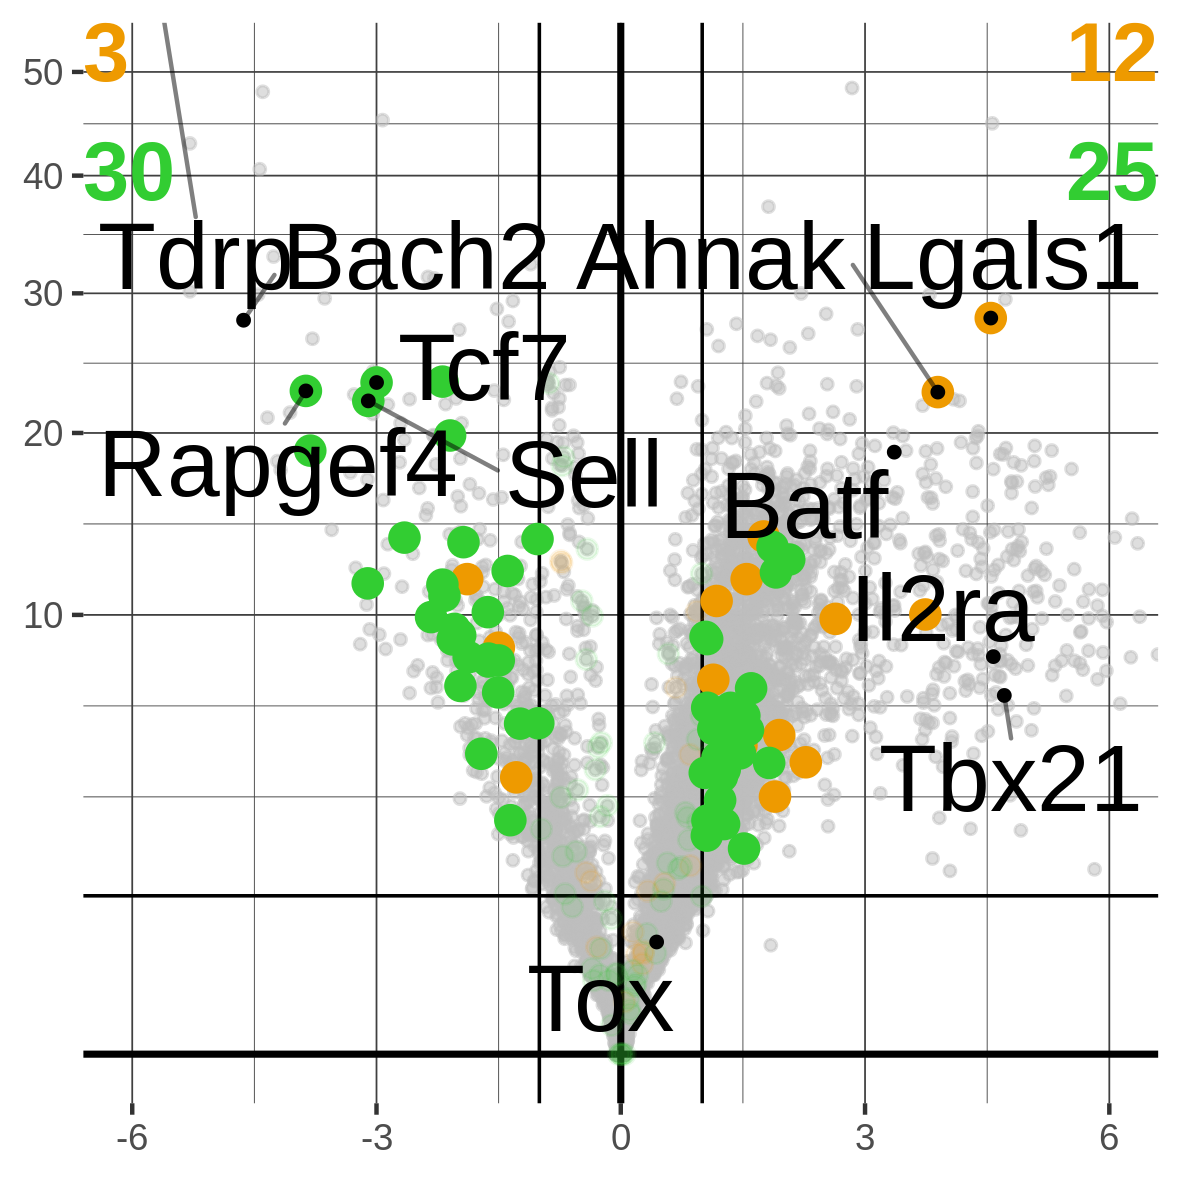 3 12
50
30 25
40
Tdrp Bach2 Ahnak Lgals1
30
Tcf7
20
Rapgef4 Sell
Batf
Il2ra
10
Tbx21
Tox
-6 -3 0 3 6